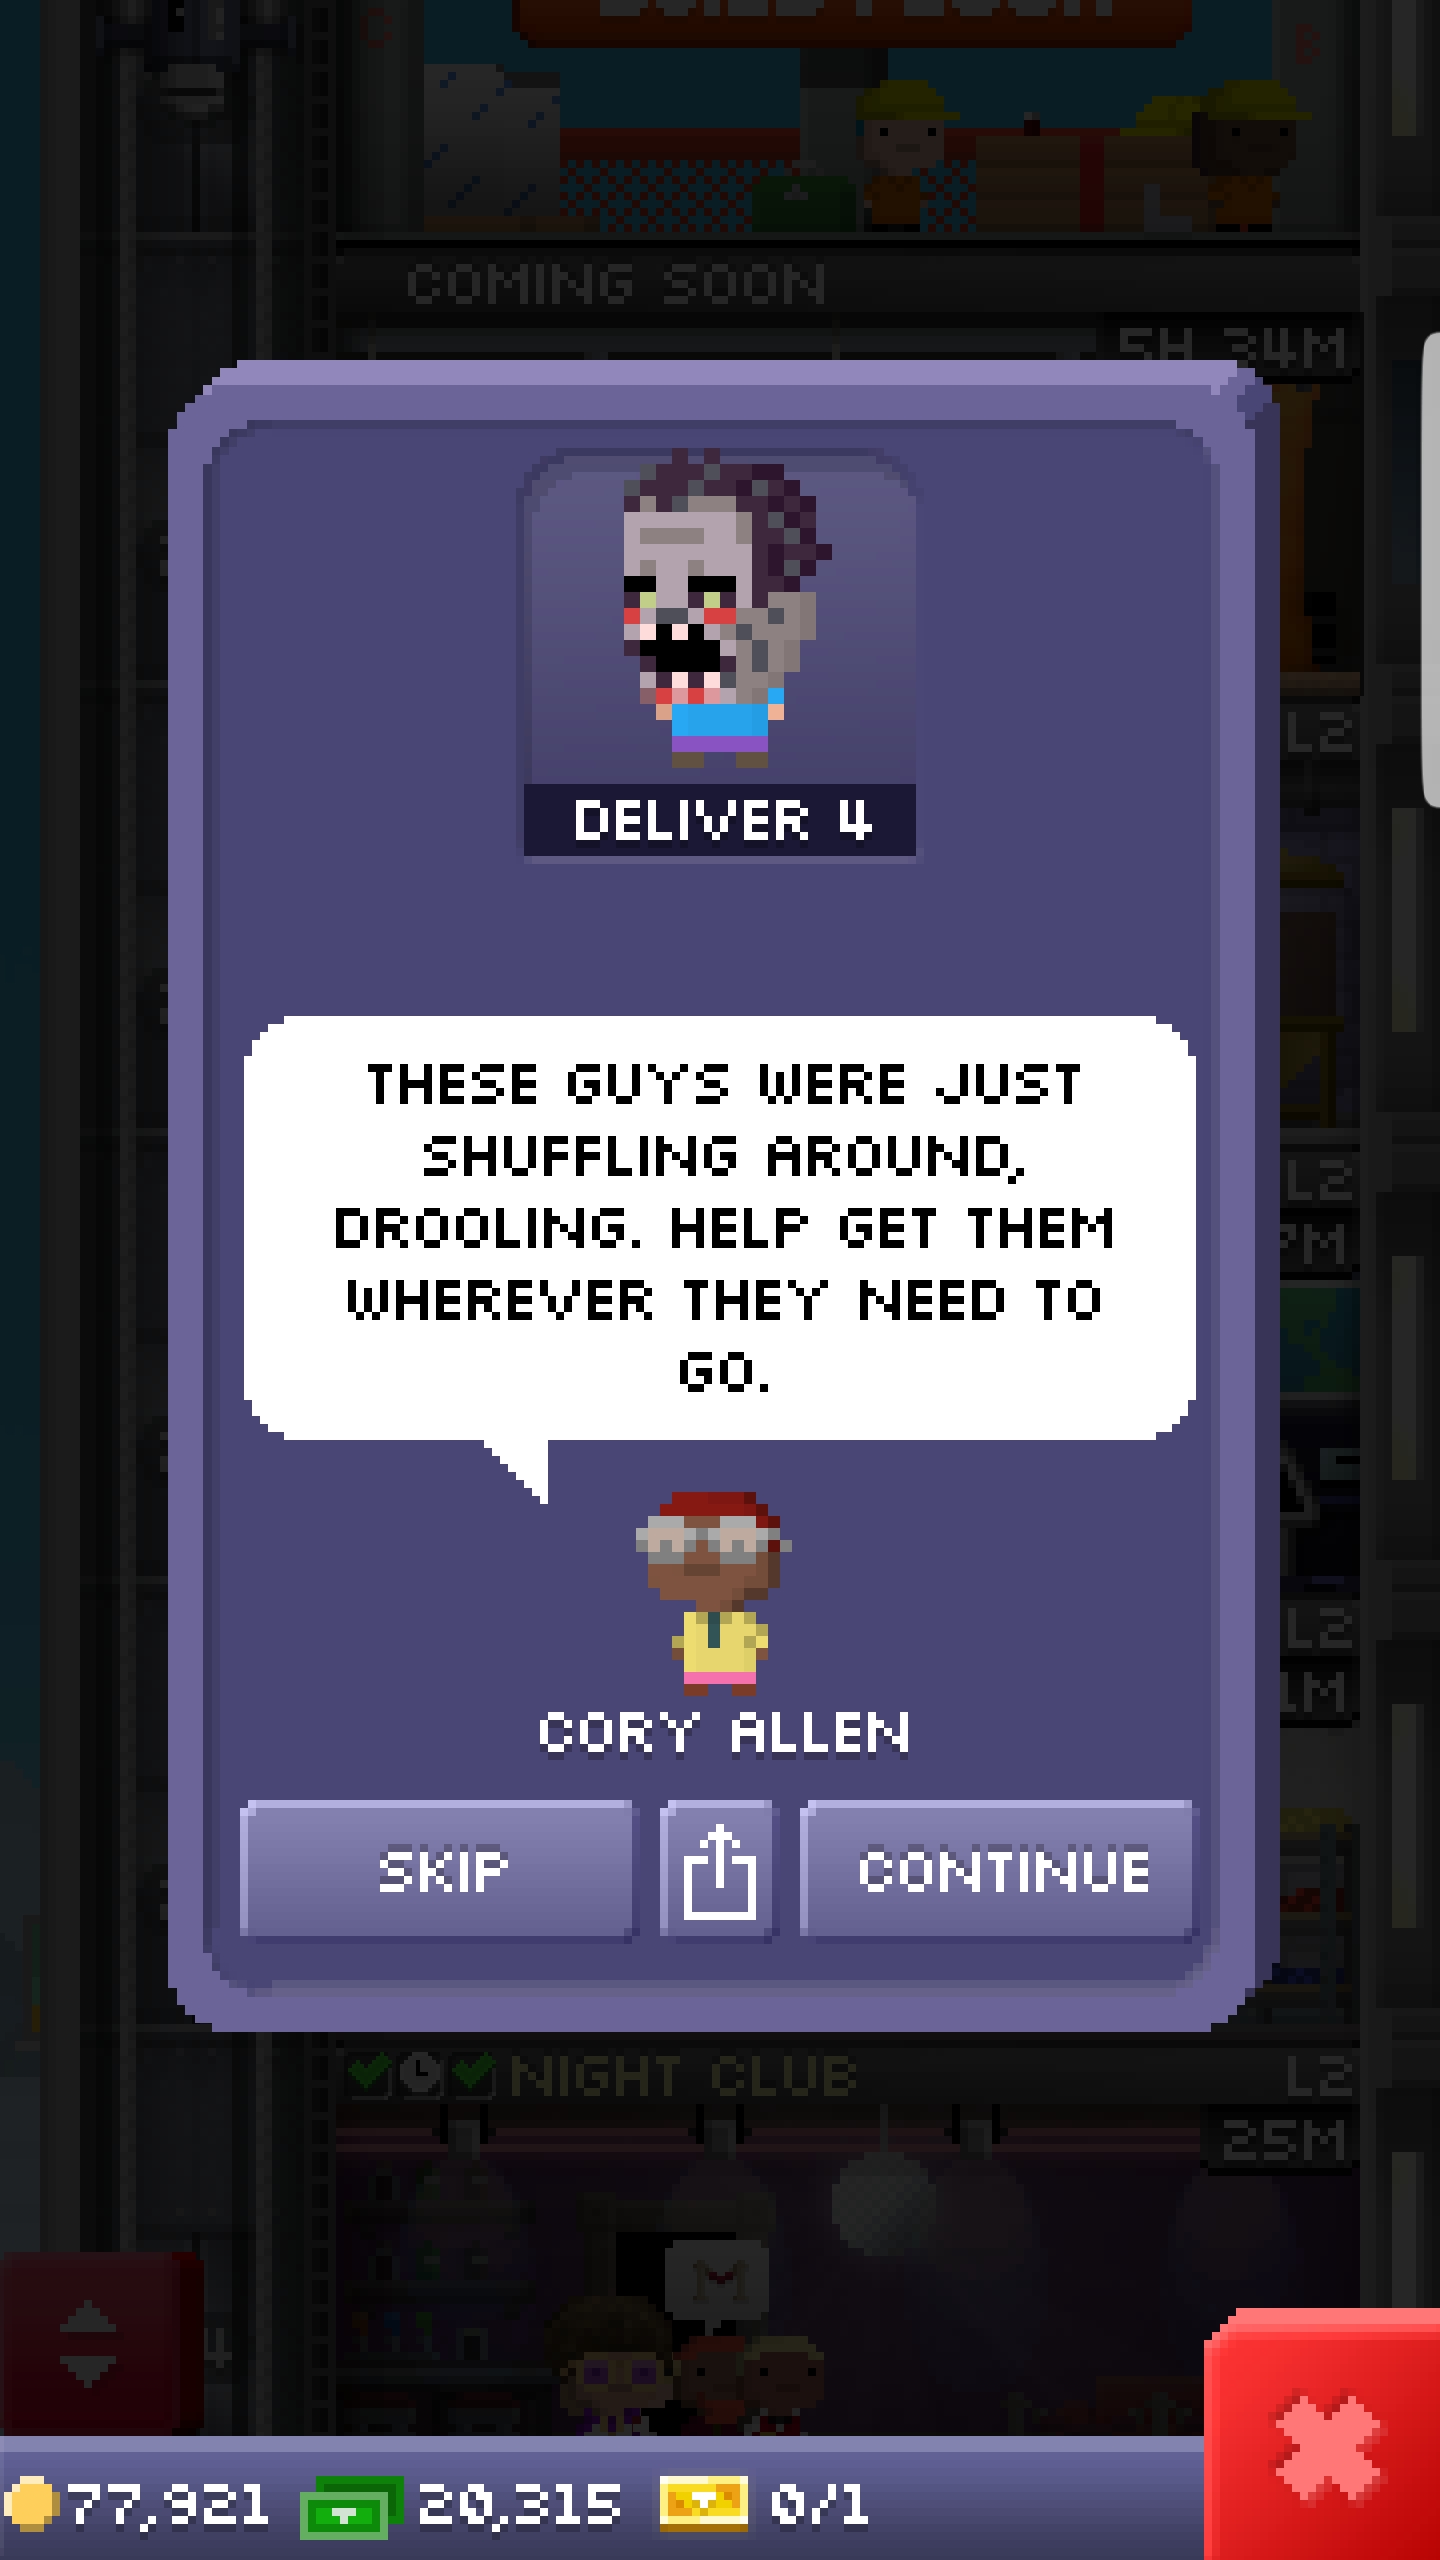 COMING SOON
5H 34M
L2
DELIVER 4
THESE GUYS WERE JUST
SHUFFLING AROUND,
DROOLING. HELP GET THEM
WHEREVER THEY NEED TO
GO.
L2
L2
CORY ALLEN
SKIP
CONTINUE
NIGHT CLUB
L2
25M
M
77,921
20,315
0/1